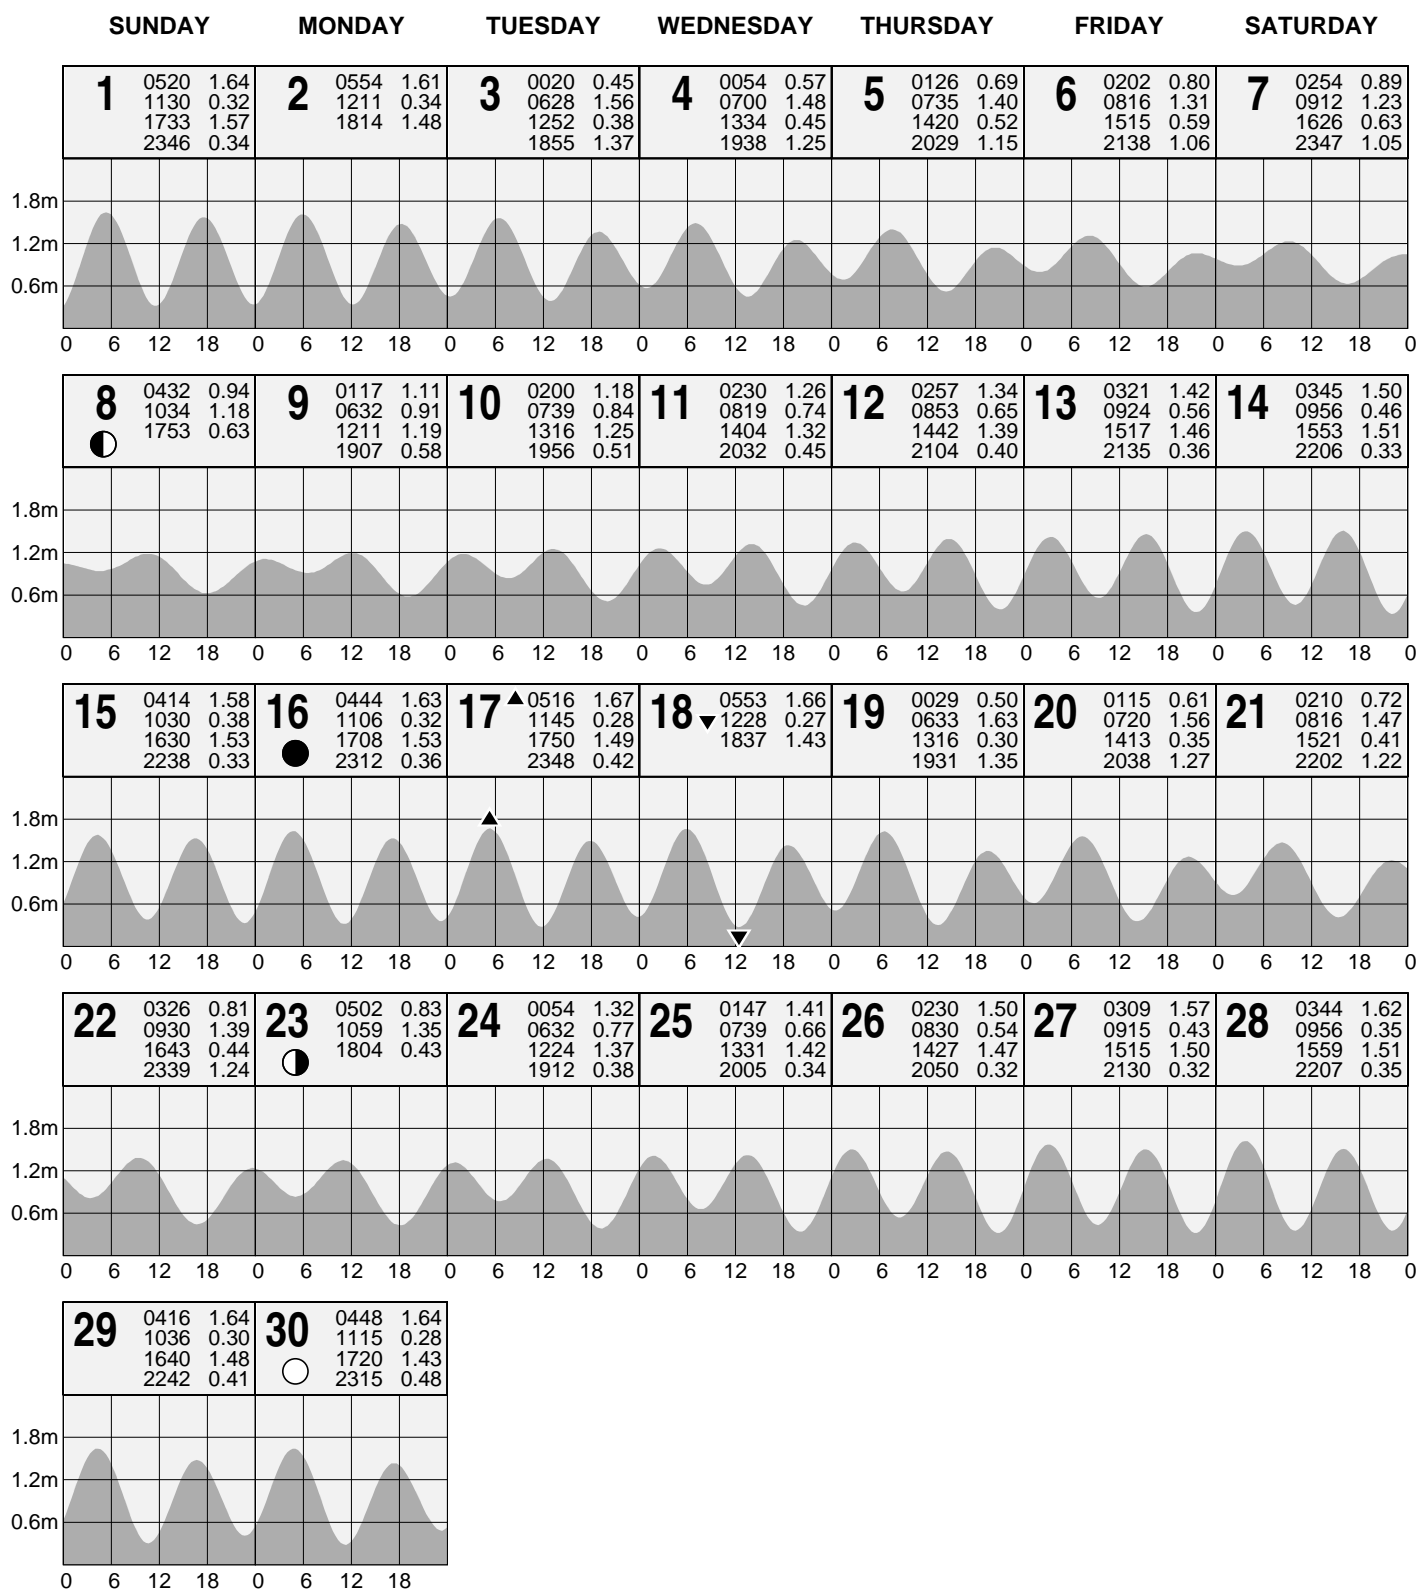 SUNDAY MONDAY TUESDAY WEDNESDAY THURSDAY FRIDAY SATURDAY
1 0520 1.64
1130 0.32
1733 1.57
2346 0.34
2 0554 1.61
1211 0.34
1814 1.48
3 0020 0.45
0628 1.56
1252 0.38
1855 1.37
4 0054 0.57
0700 1.48
1334 0.45
1938 1.25
5 0126 0.69
0735 1.40
1420 0.52
2029 1.15
6 0202 0.80
0816 1.31
1515 0.59
2138 1.06
7 0254 0.89
0912 1.23
1626 0.63
2347 1.05
1.8m
1.2m
0.6m
0 6 12 18 0 6 12 18 0 6 12 18 0 6 12 18 0 6 12 18 0 6 12 18 0 6 12 18 0
8 0432 0.94
1034 1.18
1753 0.63
9 0117 1.11
0632 0.91
1211 1.19
1907 0.58
10 0200 1.18
0739 0.84
1316 1.25
1956 0.51
11 0230 1.26
0819 0.74
1404 1.32
2032 0.45
12 0257 1.34
0853 0.65
1442 1.39
2104 0.40
13 0321 1.42
0924 0.56
1517 1.46
2135 0.36
14 0345 1.50
0956 0.46
1553 1.51
2206 0.33
1.8m
1.2m
0.6m
0 6 12 18 0 6 12 18 0 6 12 18 0 6 12 18 0 6 12 18 0 6 12 18 0 6 12 18 0
15 0414 1.58
1030 0.38
1630 1.53
2238 0.33
16 0444 1.63
1106 0.32
1708 1.53
2312 0.36
17 0516 1.67
1145 0.28
1750 1.49
2348 0.42
18 0553 1.66
1228 0.27
1837 1.43
19 0029 0.50
0633 1.63
1316 0.30
1931 1.35
20 0115 0.61
0720 1.56
1413 0.35
2038 1.27
21 0210 0.72
0816 1.47
1521 0.41
2202 1.22
1.8m
1.2m
0.6m
0 6 12 18 0 6 12 18 0 6 12 18 0 6 12 18 0 6 12 18 0 6 12 18 0 6 12 18 0
22 0326 0.81
0930 1.39
1643 0.44
2339 1.24
23 0502 0.83
1059 1.35
1804 0.43
24 0054 1.32
0632 0.77
1224 1.37
1912 0.38
25 0147 1.41
0739 0.66
1331 1.42
2005 0.34
26 0230 1.50
0830 0.54
1427 1.47
2050 0.32
27 0309 1.57
0915 0.43
1515 1.50
2130 0.32
28 0344 1.62
0956 0.35
1559 1.51
2207 0.35
1.8m
1.2m
0.6m
0 6 12 18 0 6 12 18 0 6 12 18 0 6 12 18 0 6 12 18 0 6 12 18 0 6 12 18 0
29 0416 1.64
1036 0.30
1640 1.48
2242 0.41
30 0448 1.64
1115 0.28
1720 1.43
2315 0.48
1.8m
1.2m
0.6m
0 6 12 18 0 6 12 18